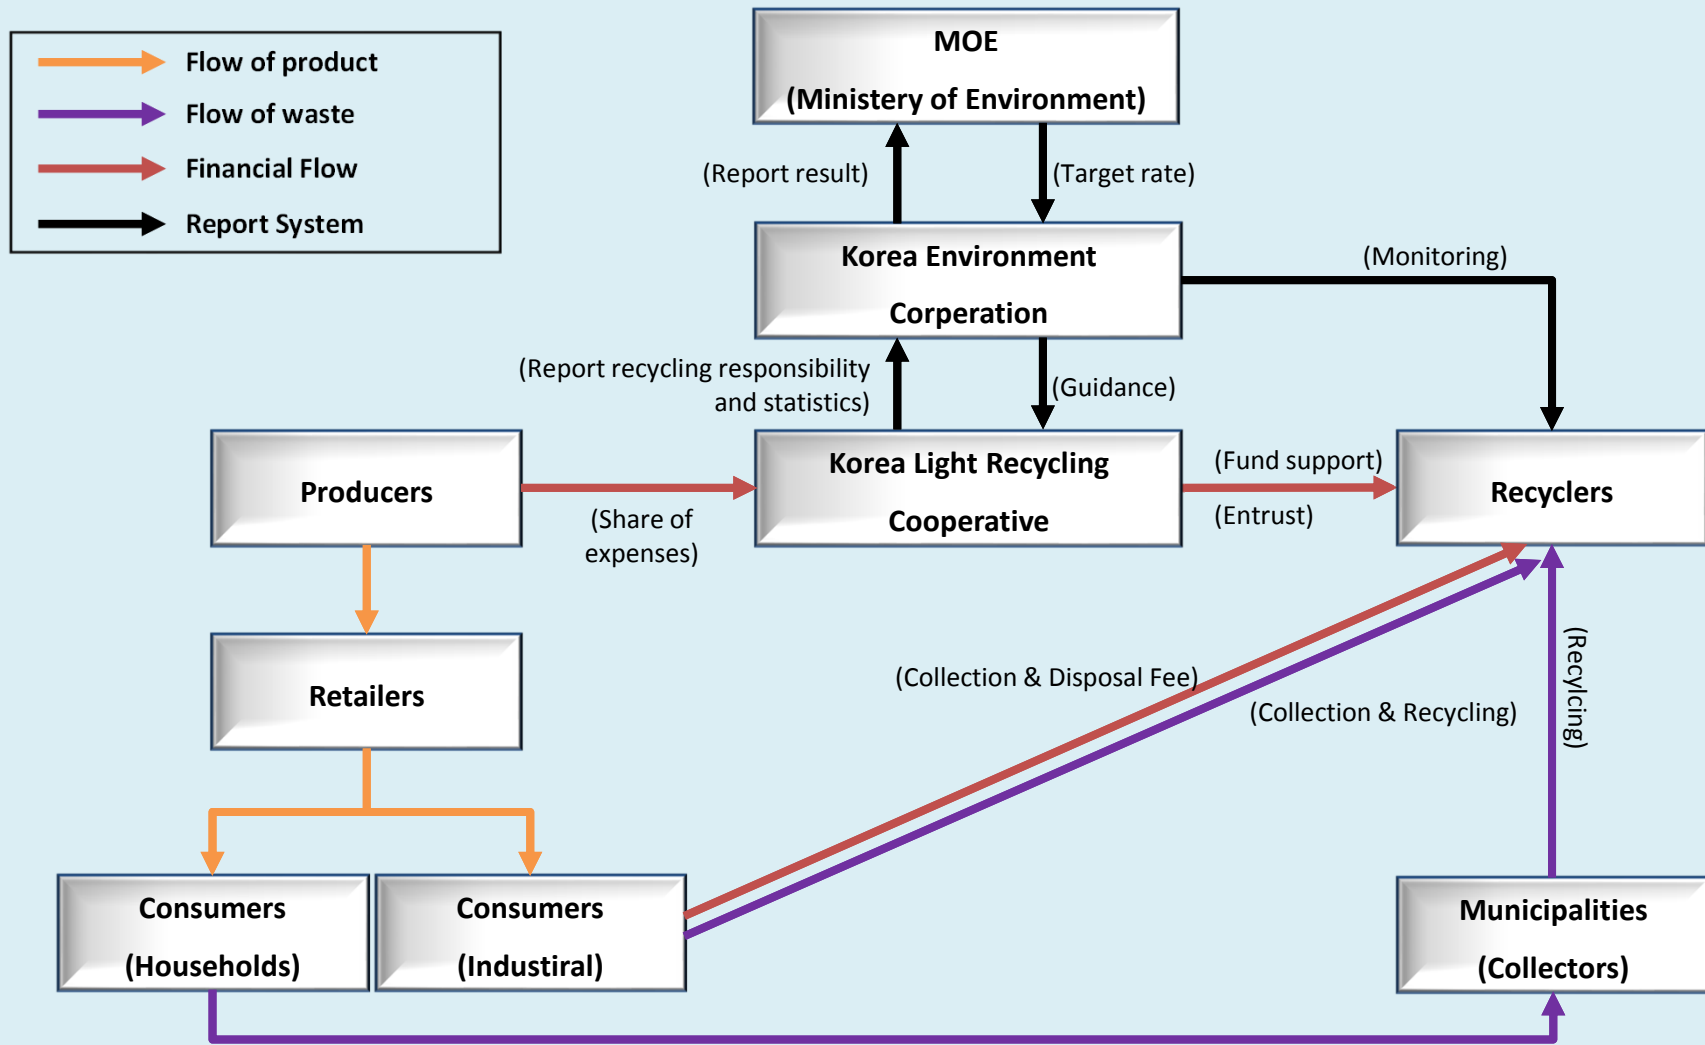 Flow of product
Flow of waste
Financial Flow
Report System
MOE
(Ministery of Environment)
(Report result)
(Target rate)
Korea Environment
Corperation
(Monitoring)
(Report recycling responsibility
and statistics)
(Guidance)
Producers
(Share of
expenses)
Korea Light Recycling
Cooperative
(Fund support)
(Entrust)
Recyclers
Retailers
(Collection & Disposal Fee)
(Collection & Recycling)
(Recylcing)
Consumers
(Households)
Consumers
(Industiral)
Municipalities
(Collectors)